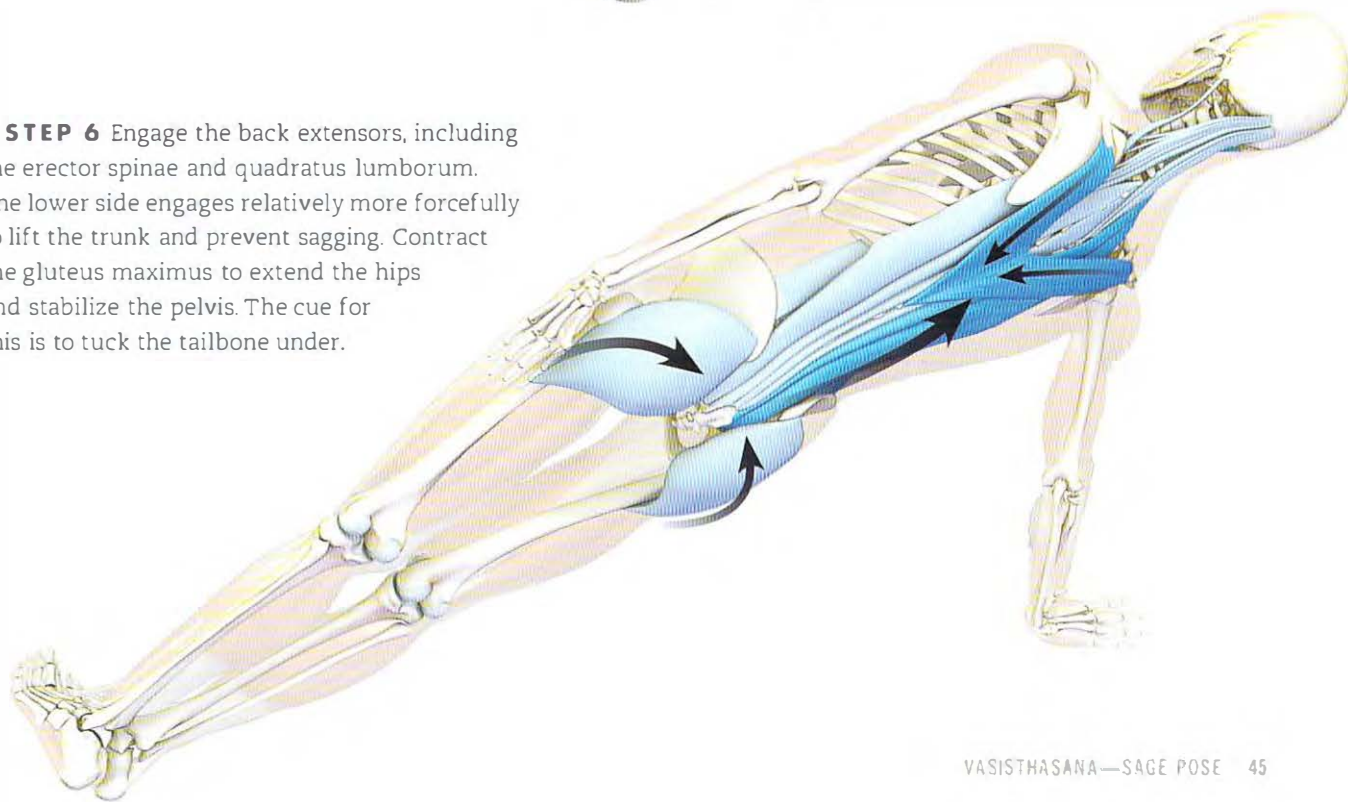 STEP 6 Engage the back extensors, including
he erector spinae and quadratus lumborum.
he lower side engages relatively more forcefully
o lift the trunk and prevent sagging. Contract
he gluteus maximus to extend the hips
nd stabilize the pelvis. The cue for
his is to tuck the tailbone under.
VASISTHASANA—SAGE POSE 45